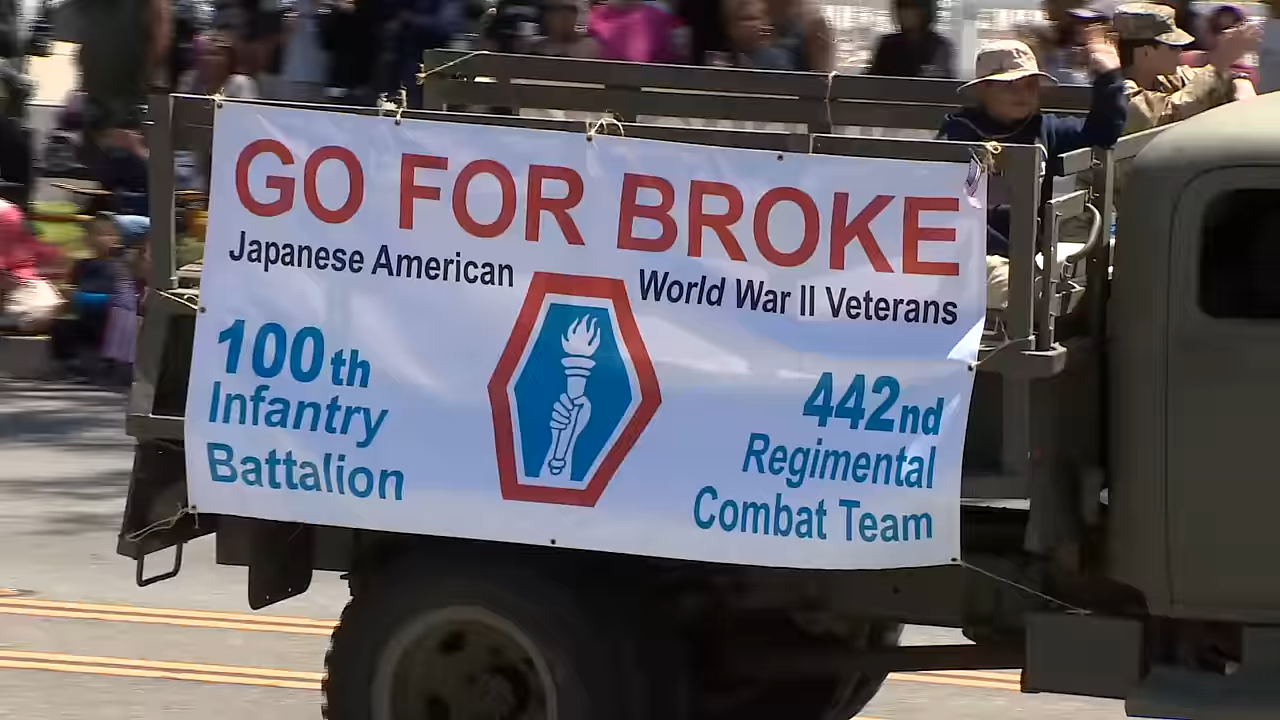 GO FOR BROKE
Japanese American World War II Veterans
100th
Infantry
Battalion
442nd
Regimental
Combat Team